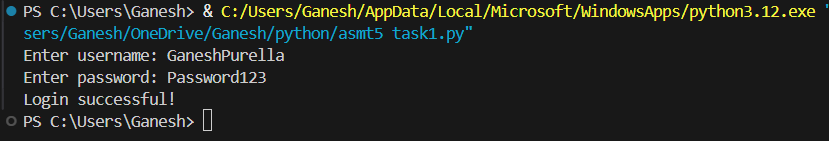 PS C:\Users\Ganesh> & C:/Users/Ganesh/AppData/Local/Microsoft/WindowsApps/python3.12.exe "
sers/Ganesh/OneDrive/Ganesh/python/asmt5 task1.py"
Enter username: GaneshPurella
Enter password: Password123
Login successful!
PS C:\Users\Ganesh>